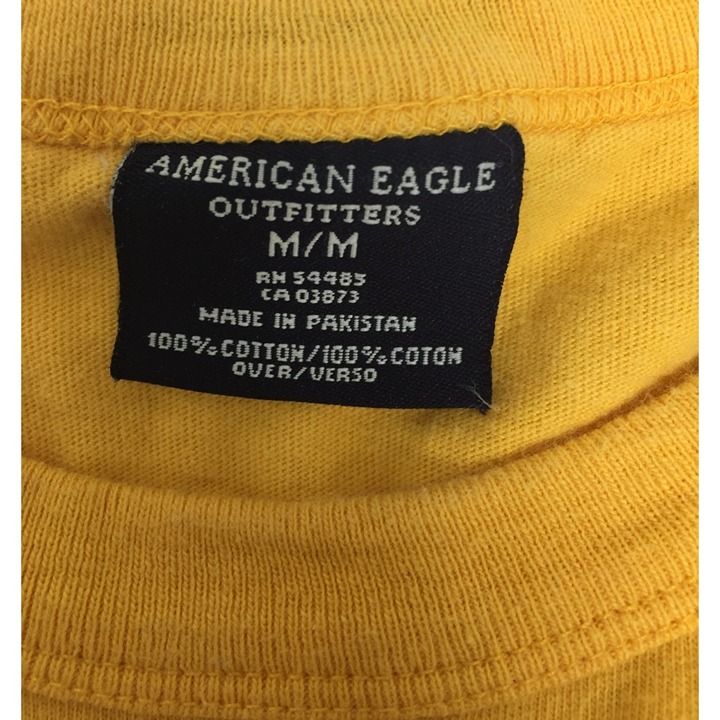 AMERICAN EAGLE
OUTFITTERS
M/M
RN 54485
CA 03873
MADE IN PAKISTAN
100% COTTON/100% COTON
OVER/VERSO